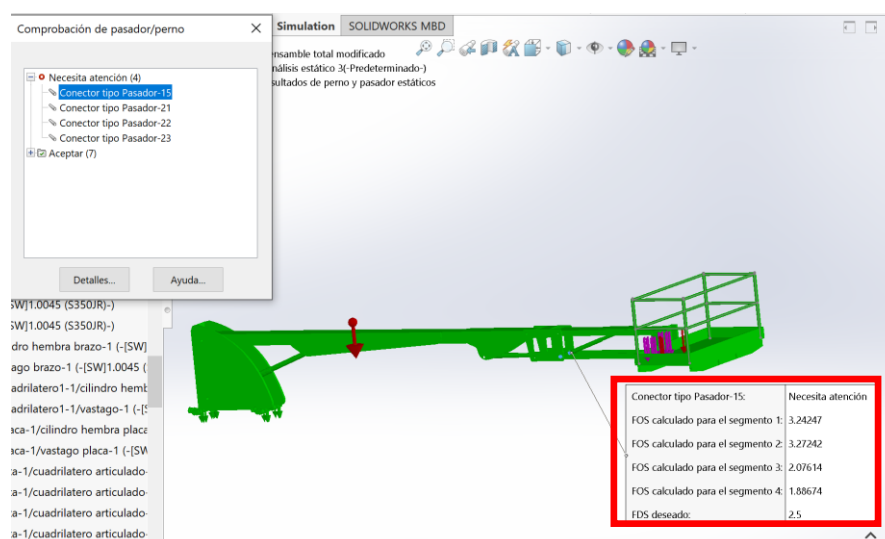 Comprobación de pasador/perno
Simulation
SOLIDWORKS MBD
Necesita atención (4)
Conector tipo Pasador-15
Conector tipo Pasador-21
Conector tipo Pasador-22
Conector tipo Pasador-23
Aceptar (7)
Detalles...
Ayuda...
ensamble total modificado
nálisis estático 3(-Predeterminado-)
sultados de perno y pasador estáticos
SW]1.0045 (S350JR)-)
SW]1.0045 (S350JR)-)
dro hembra brazo-1 (-[SW]
ago brazo-1 (-[SW]1.0045 (
adrilatero1-1/cilindro hemb
adrilatero1-1/vastago-1 (-[S
aca-1/cilindro hembra placa
aca-1/vastago placa-1 (-[SW
a-1/cuadrilatero articulado-
a-1/cuadrilatero articulado-
a-1/cuadrilatero articulado-
a-1/cuadrilatero articulado-
Conector tipo Pasador-15: Necesita atención
FOS calculado para el segmento 1: 3.24247
FOS calculado para el segmento 2: 3.27242
FOS calculado para el segmento 3: 2.07614
FOS calculado para el segmento 4: 1.88674
FDS deseado: 2.5